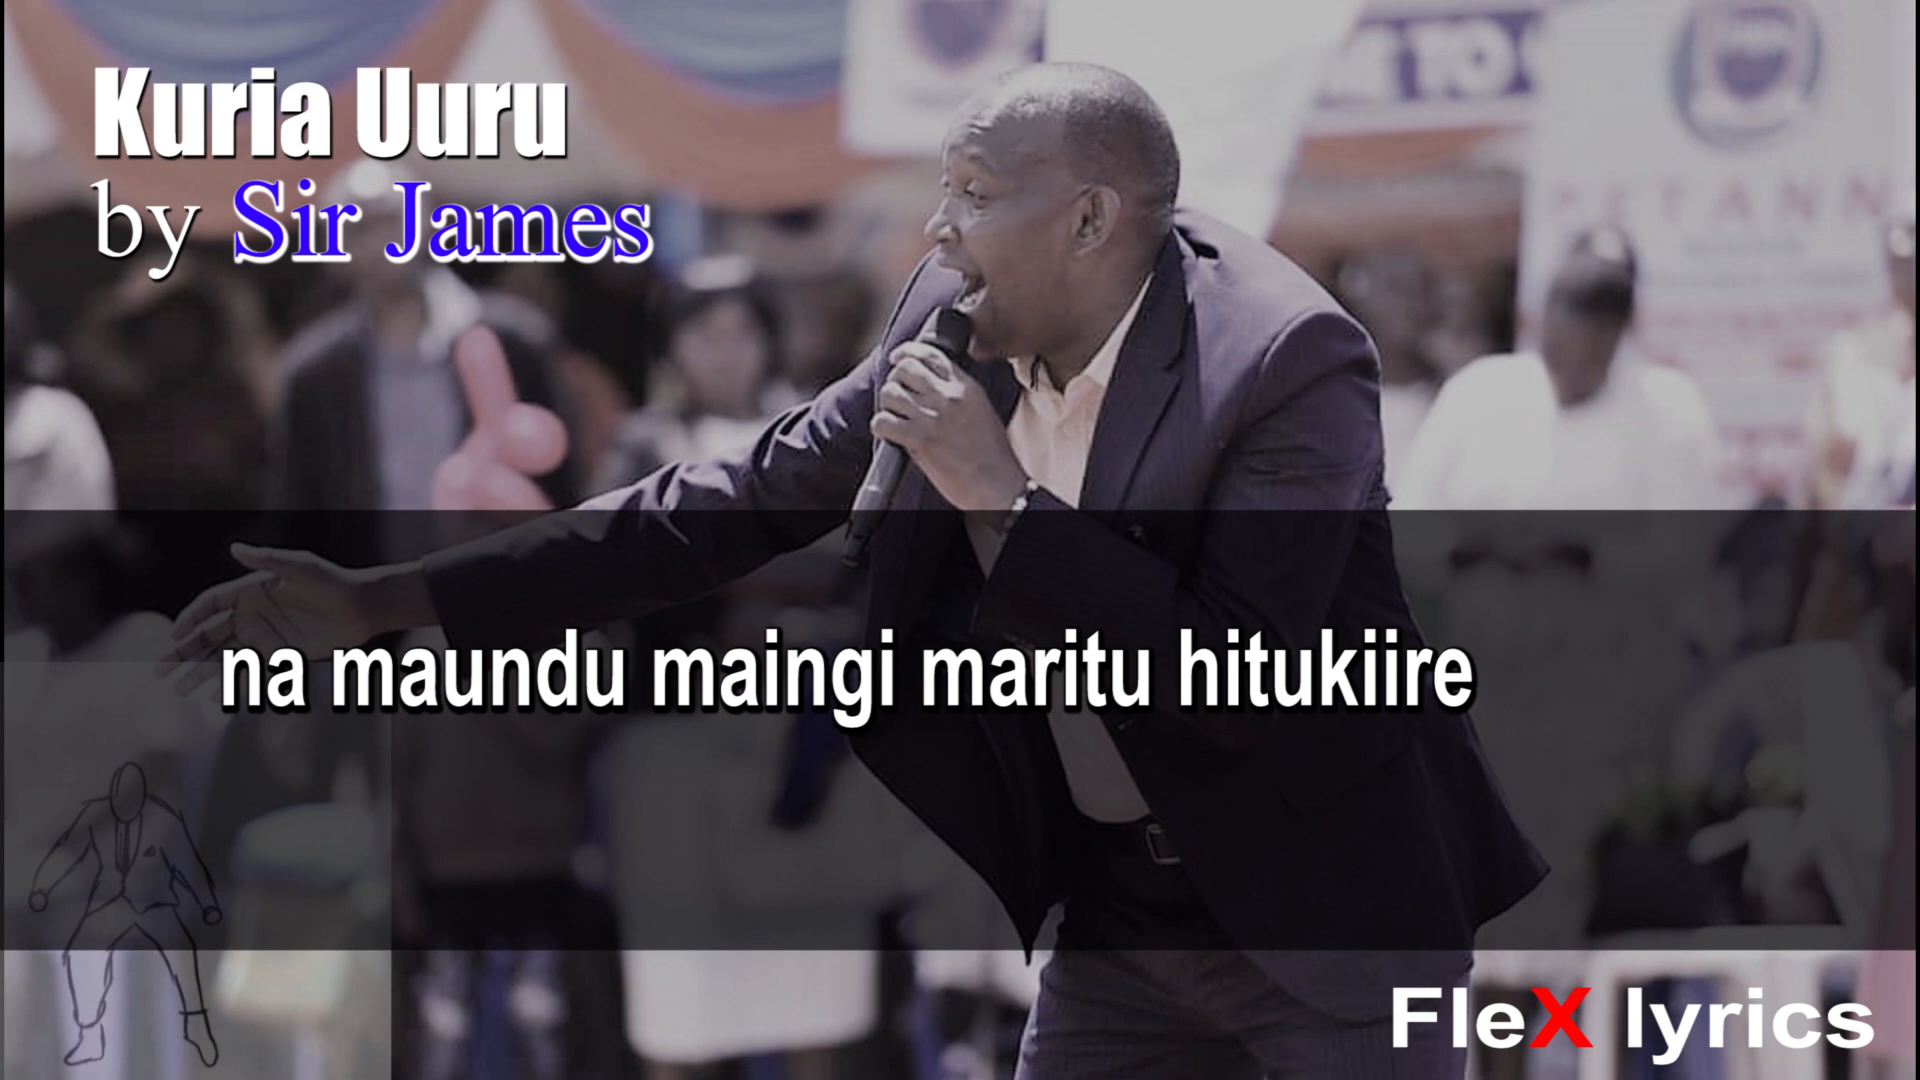 Kuria Uuru
by Sir James
na maundu maingi maritu hitukiire
FleX lyrics